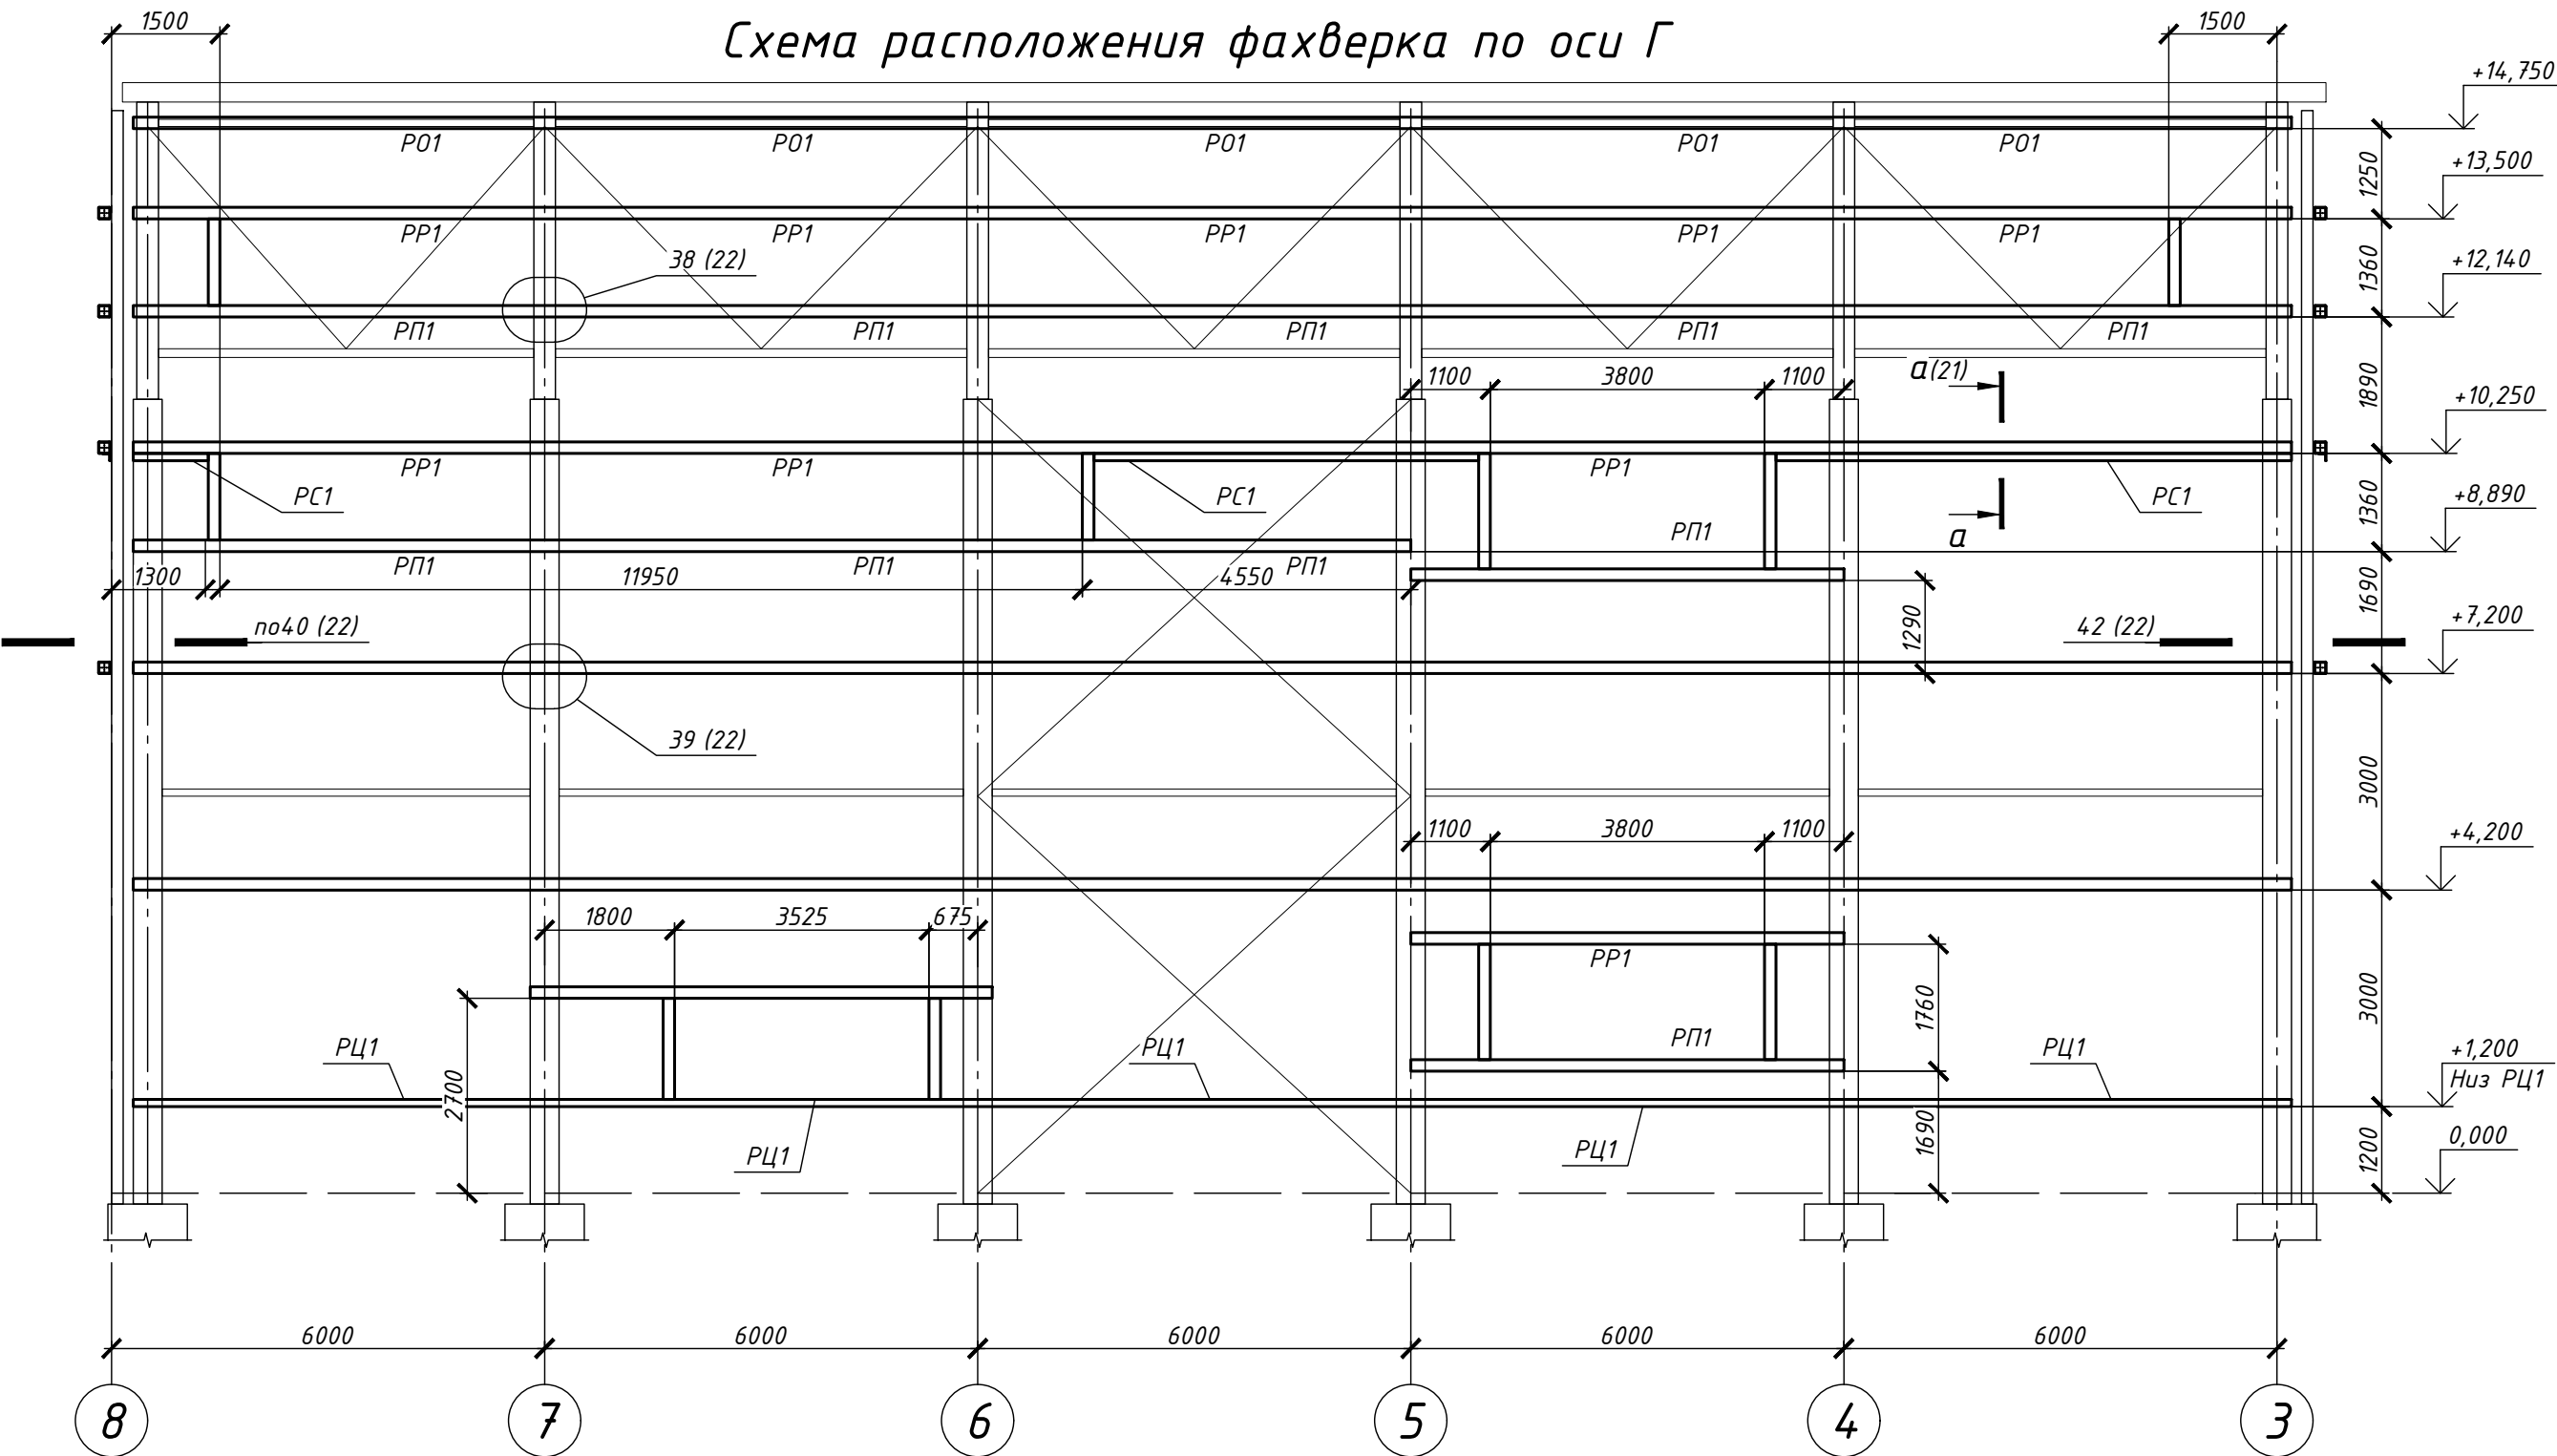 Схема расположения фахверка по оси Г
1500
1500
+14,750
РО1 РО1 РО1 РО1 РО1
1250
+13,500
РР1 РР1 РР1 РР1 РР1
38 (22)
1360
+12,140
РП1 РП1 РП1 РП1 РП1
1100 3800 1100
а(21)
1890
+10,250
РР1 РР1 РР1
РС1 РС1 РС1
1360
+8,890
РП1
а
РП1 РП1 РП1
1300 11950 4550
1690
1290
+7,200
по40 (22)
42 (22)
39 (22)
3000
1100 3800 1100
+4,200
1800 3525 675
РР1
3000
1760
РП1
РЦ1 РЦ1 РЦ1
+1,200
Низ РЦ1
2700
1690
РЦ1 РЦ1
1200
0,000
6000 6000 6000 6000 6000
8 7 6 5 4 3